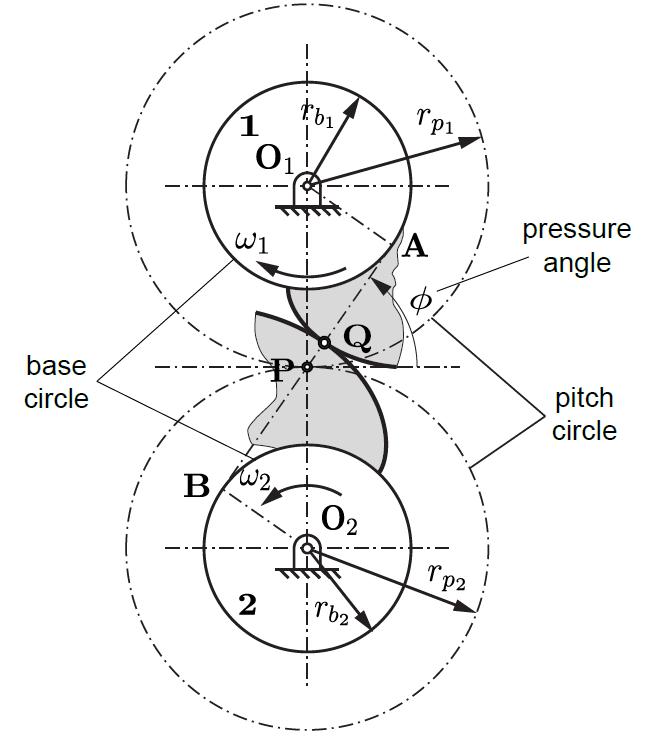 r_{b_1}
r_{p_1}
1
O_1
ω_1
A
pressure
angle
ϕ
Q
P
base
circle
pitch
circle
B
ω_2
O_2
r_{p_2}
2
r_{b_2}